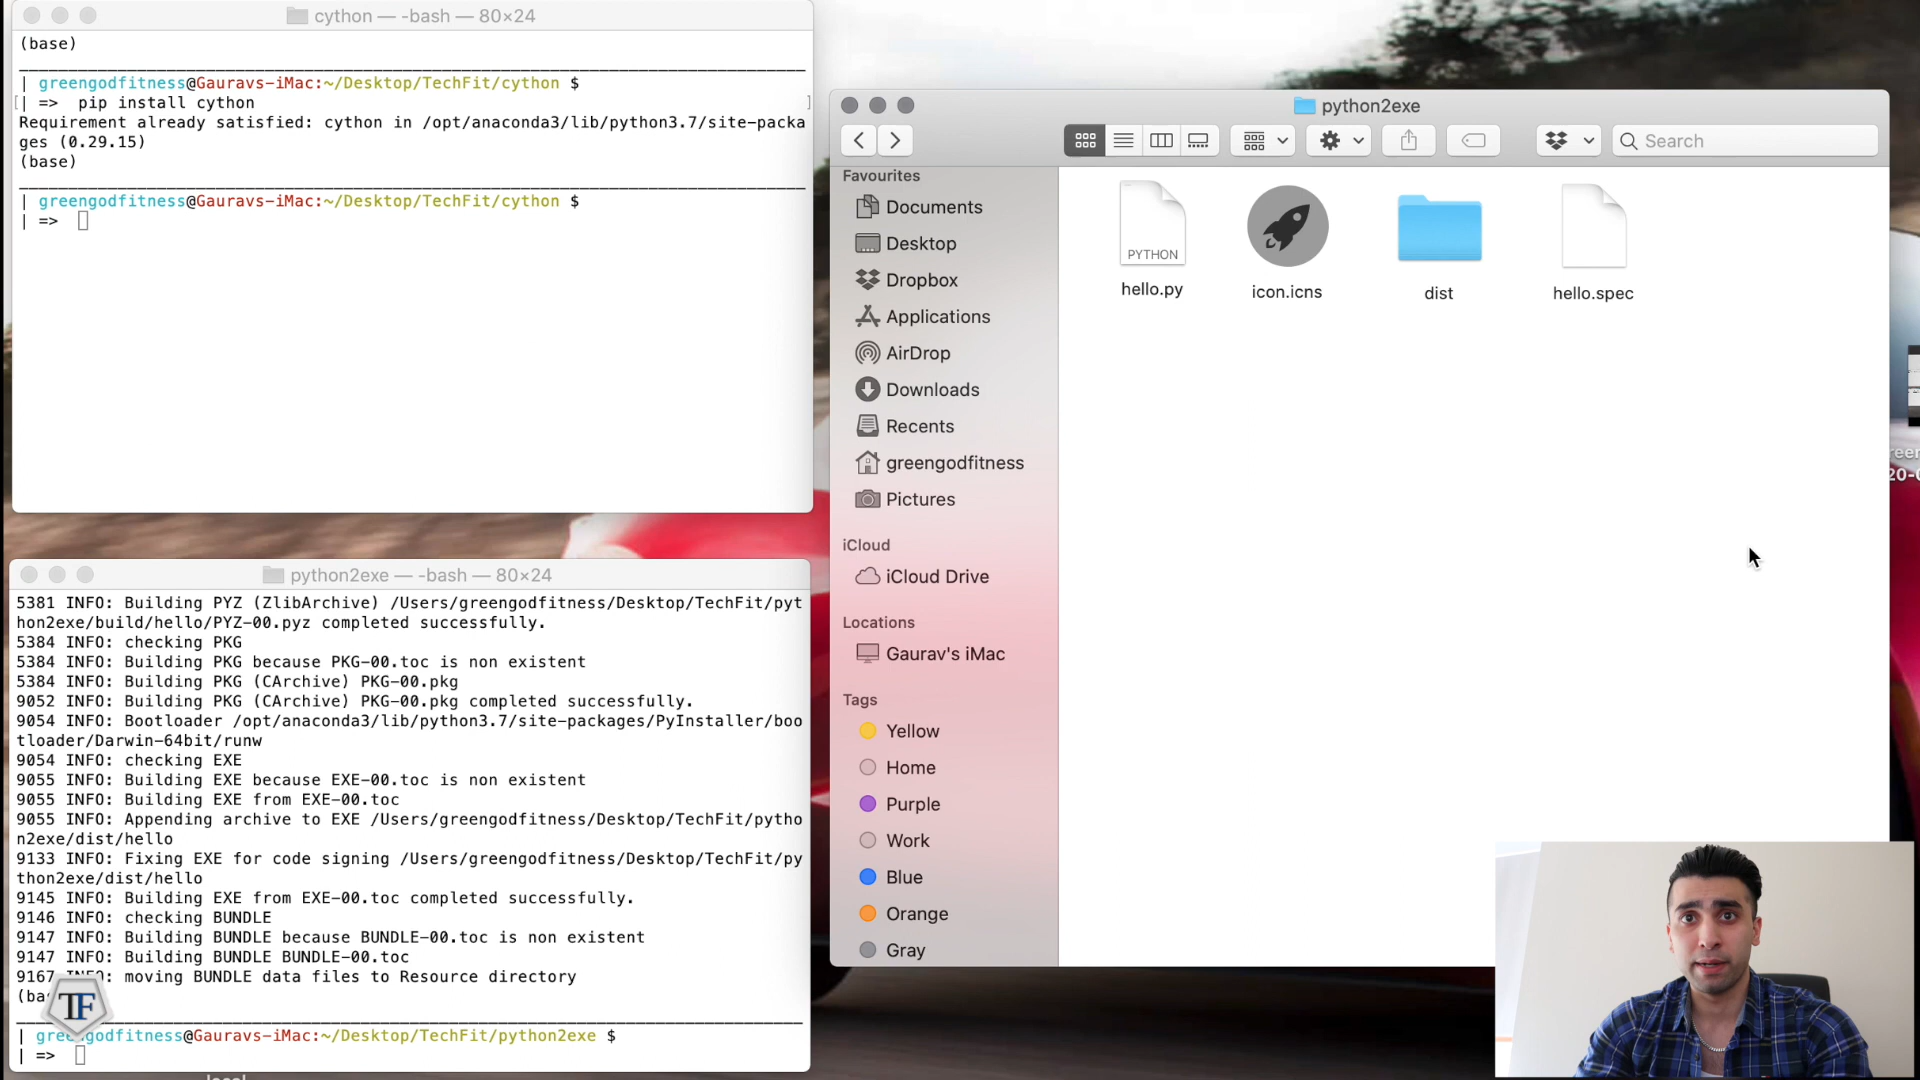 cython — -bash — 80×24
(base)
| greengodfitness@Gauravs-iMac:~/Desktop/TechFit/cython $
[| => pip install cython ]
Requirement already satisfied: cython in /opt/anaconda3/lib/python3.7/site-packa
ges (0.29.15)
(base)
| greengodfitness@Gauravs-iMac:~/Desktop/TechFit/cython $
| =>
python2exe — -bash — 80×24
5381 INFO: Building PYZ (ZlibArchive) /Users/greengodfitness/Desktop/TechFit/pyt
hon2exe/build/hello/PYZ-00.pyz completed successfully.
5384 INFO: checking PKG
5384 INFO: Building PKG because PKG-00.toc is non existent
5384 INFO: Building PKG (CArchive) PKG-00.pkg
9052 INFO: Building PKG (CArchive) PKG-00.pkg completed successfully.
9054 INFO: Bootloader /opt/anaconda3/lib/python3.7/site-packages/PyInstaller/boo
tloader/Darwin-64bit/runw
9054 INFO: checking EXE
9055 INFO: Building EXE because EXE-00.toc is non existent
9055 INFO: Building EXE from EXE-00.toc
9055 INFO: Appending archive to EXE /Users/greengodfitness/Desktop/TechFit/pytho
n2exe/dist/hello
9133 INFO: Fixing EXE for code signing /Users/greengodfitness/Desktop/TechFit/py
thon2exe/dist/hello
9145 INFO: Building EXE from EXE-00.toc completed successfully.
9146 INFO: checking BUNDLE
9147 INFO: Building BUNDLE because BUNDLE-00.toc is non existent
9147 INFO: Building BUNDLE BUNDLE-00.toc
9167 INFO: moving BUNDLE data files to Resource directory
(ba
TF
| greengodfitness@Gauravs-iMac:~/Desktop/TechFit/python2exe $
| =>
python2exe
Search
Favourites
Documents
Desktop
Dropbox
Applications
AirDrop
Downloads
Recents
greengodfitness
Pictures
iCloud
iCloud Drive
Locations
Gaurav's iMac
Tags
Yellow
Home
Purple
Work
Blue
Orange
Gray
PYTHON
hello.py
icon.icns
dist
hello.spec